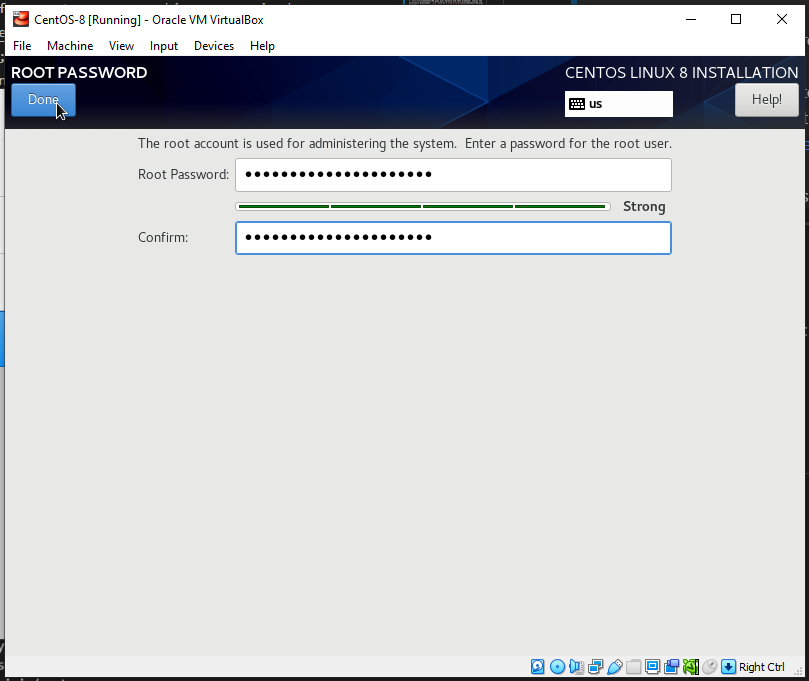 CentOS-8 [Running] - Oracle VM VirtualBox
File Machine View Input Devices Help
ROOT PASSWORD
CENTOS LINUX 8 INSTALLATION
Done
us
Help!
The root account is used for administering the system. Enter a password for the root user.
Root Password: •••••••••••••••••••••
Strong
Confirm: •••••••••••••••••••••
Right Ctrl